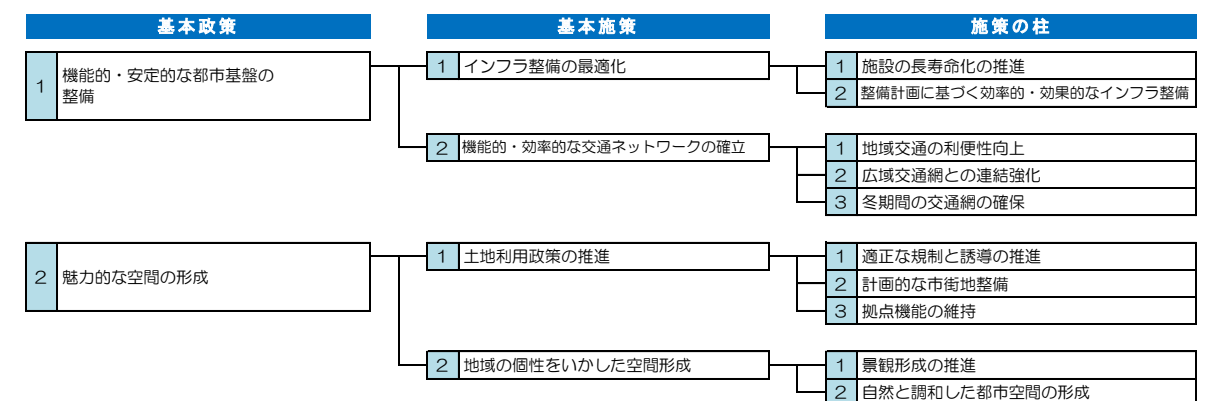 基本政策
基本施策
施策の柱
1 機能的・安定的な都市基盤の
整備
1 インフラ整備の最適化
1 施設の長寿命化の推進
2 整備計画に基づく効率的・効果的なインフラ整備
2 機能的・効率的な交通ネットワークの確立
1 地域交通の利便性向上
2 広域交通網との連結強化
3 冬期間の交通網の確保
2 魅力的な空間の形成
1 土地利用政策の推進
1 適正な規制と誘導の推進
2 計画的な市街地整備
3 拠点機能の維持
2 地域の個性をいかした空間形成
1 景観形成の推進
2 自然と調和した都市空間の形成